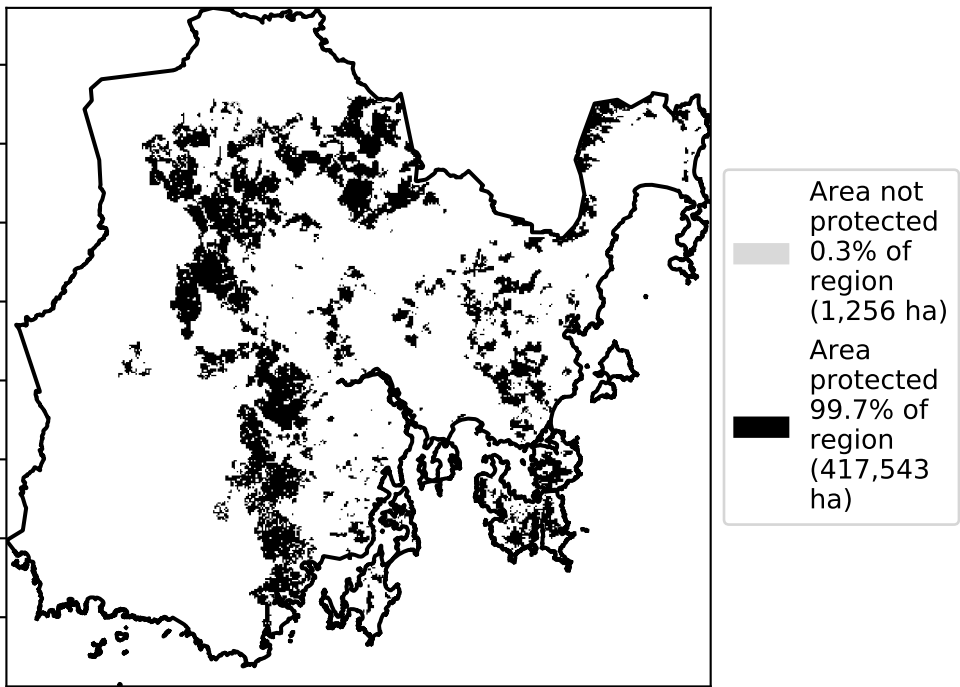 Area not
protected
0.3% of
region
(1,256 ha)
Area
protected
99.7% of
region
(417,543
ha)